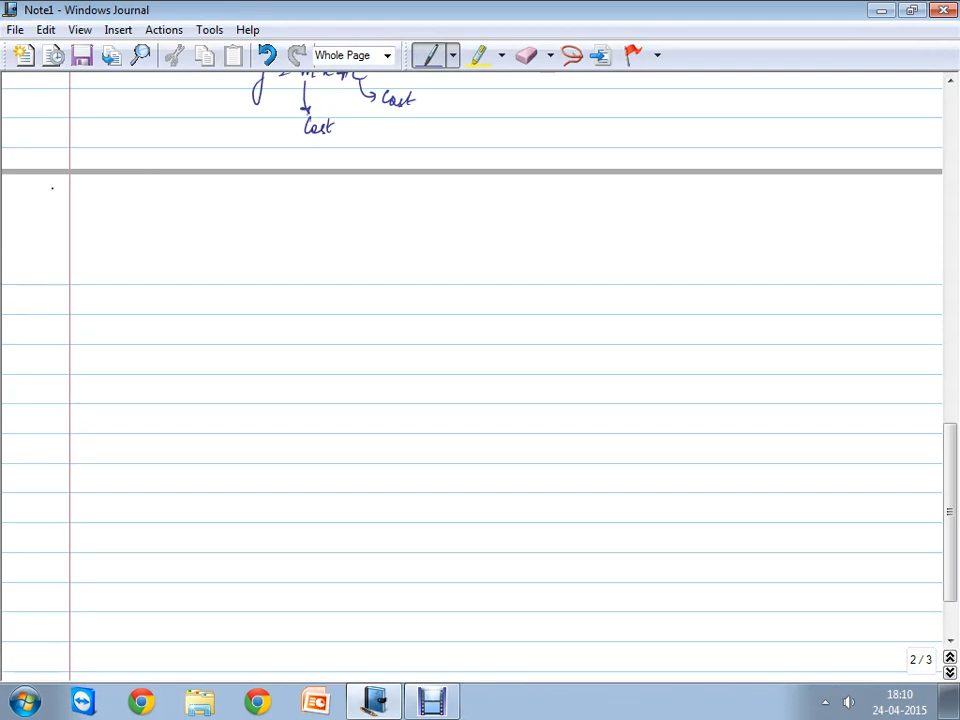 Note1 - Windows Journal
File Edit View Insert Actions Tools Help
Whole Page
y = mx + c
Cost
Cost
2 / 3
18:10
24-04-2015